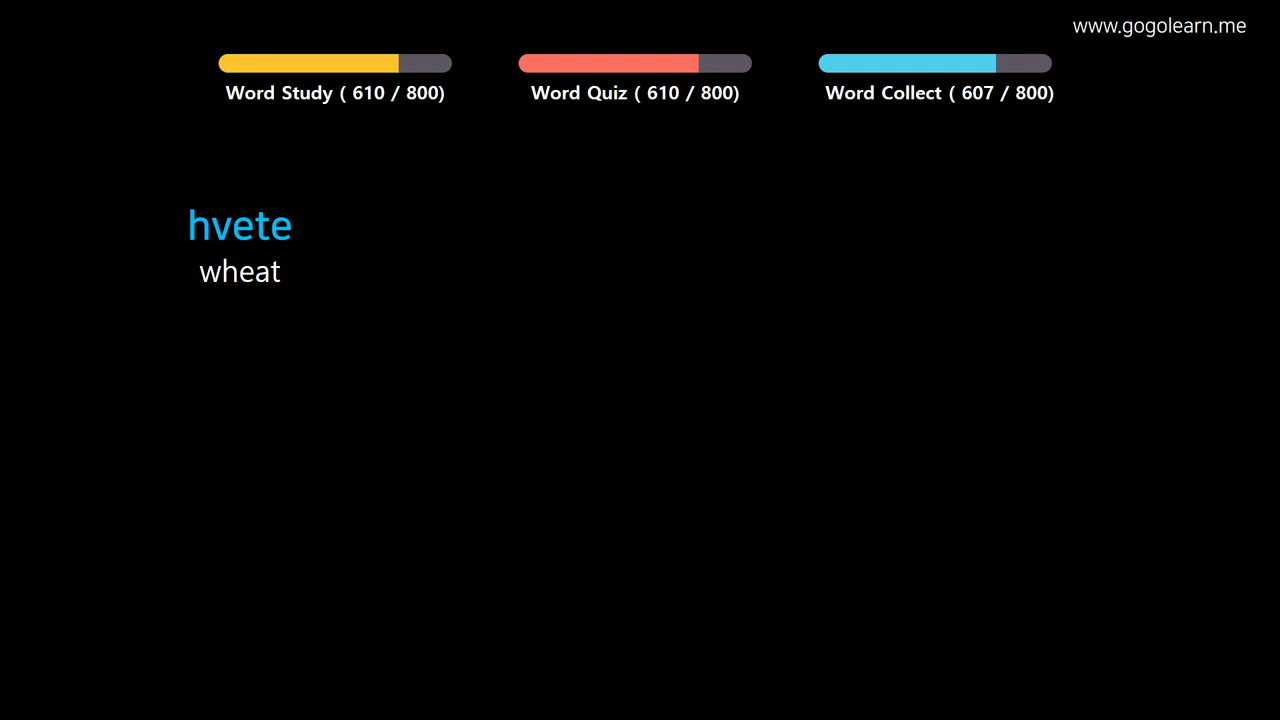 www.gogolearn.me
Word Study ( 610 / 800)
Word Quiz ( 610 / 800)
Word Collect ( 607 / 800)
hvete
wheat